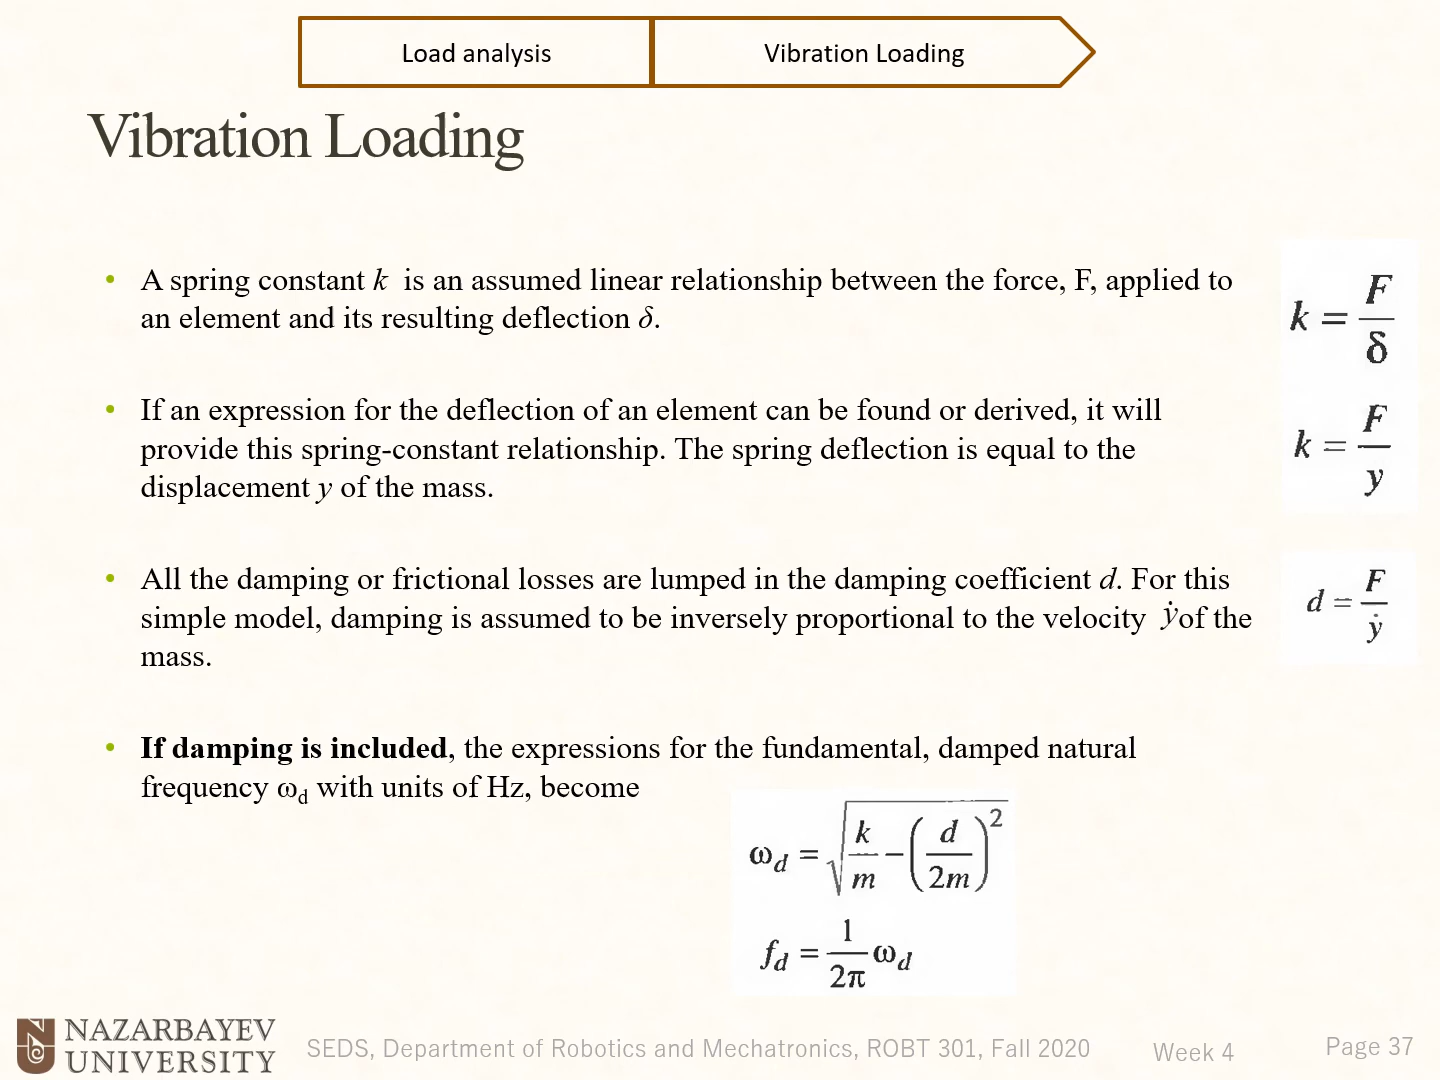 Load analysis
Vibration Loading
Vibration Loading
• A spring constant k is an assumed linear relationship between the force, F, applied to
an element and its resulting deflection δ.
k = F/δ
• If an expression for the deflection of an element can be found or derived, it will
provide this spring-constant relationship. The spring deflection is equal to the
displacement y of the mass.
k = F/y
• All the damping or frictional losses are lumped in the damping coefficient d. For this
simple model, damping is assumed to be inversely proportional to the velocity ẏ of the
mass.
d = F/ẏ
• If damping is included, the expressions for the fundamental, damped natural
frequency ω_d with units of Hz, become
ω_d = √(k/m − (d/2m)²)
f_d = 1/2π ω_d
NAZARBAYEV
UNIVERSITY
SEDS, Department of Robotics and Mechatronics, ROBT 301, Fall 2020
Week 4
Page 37